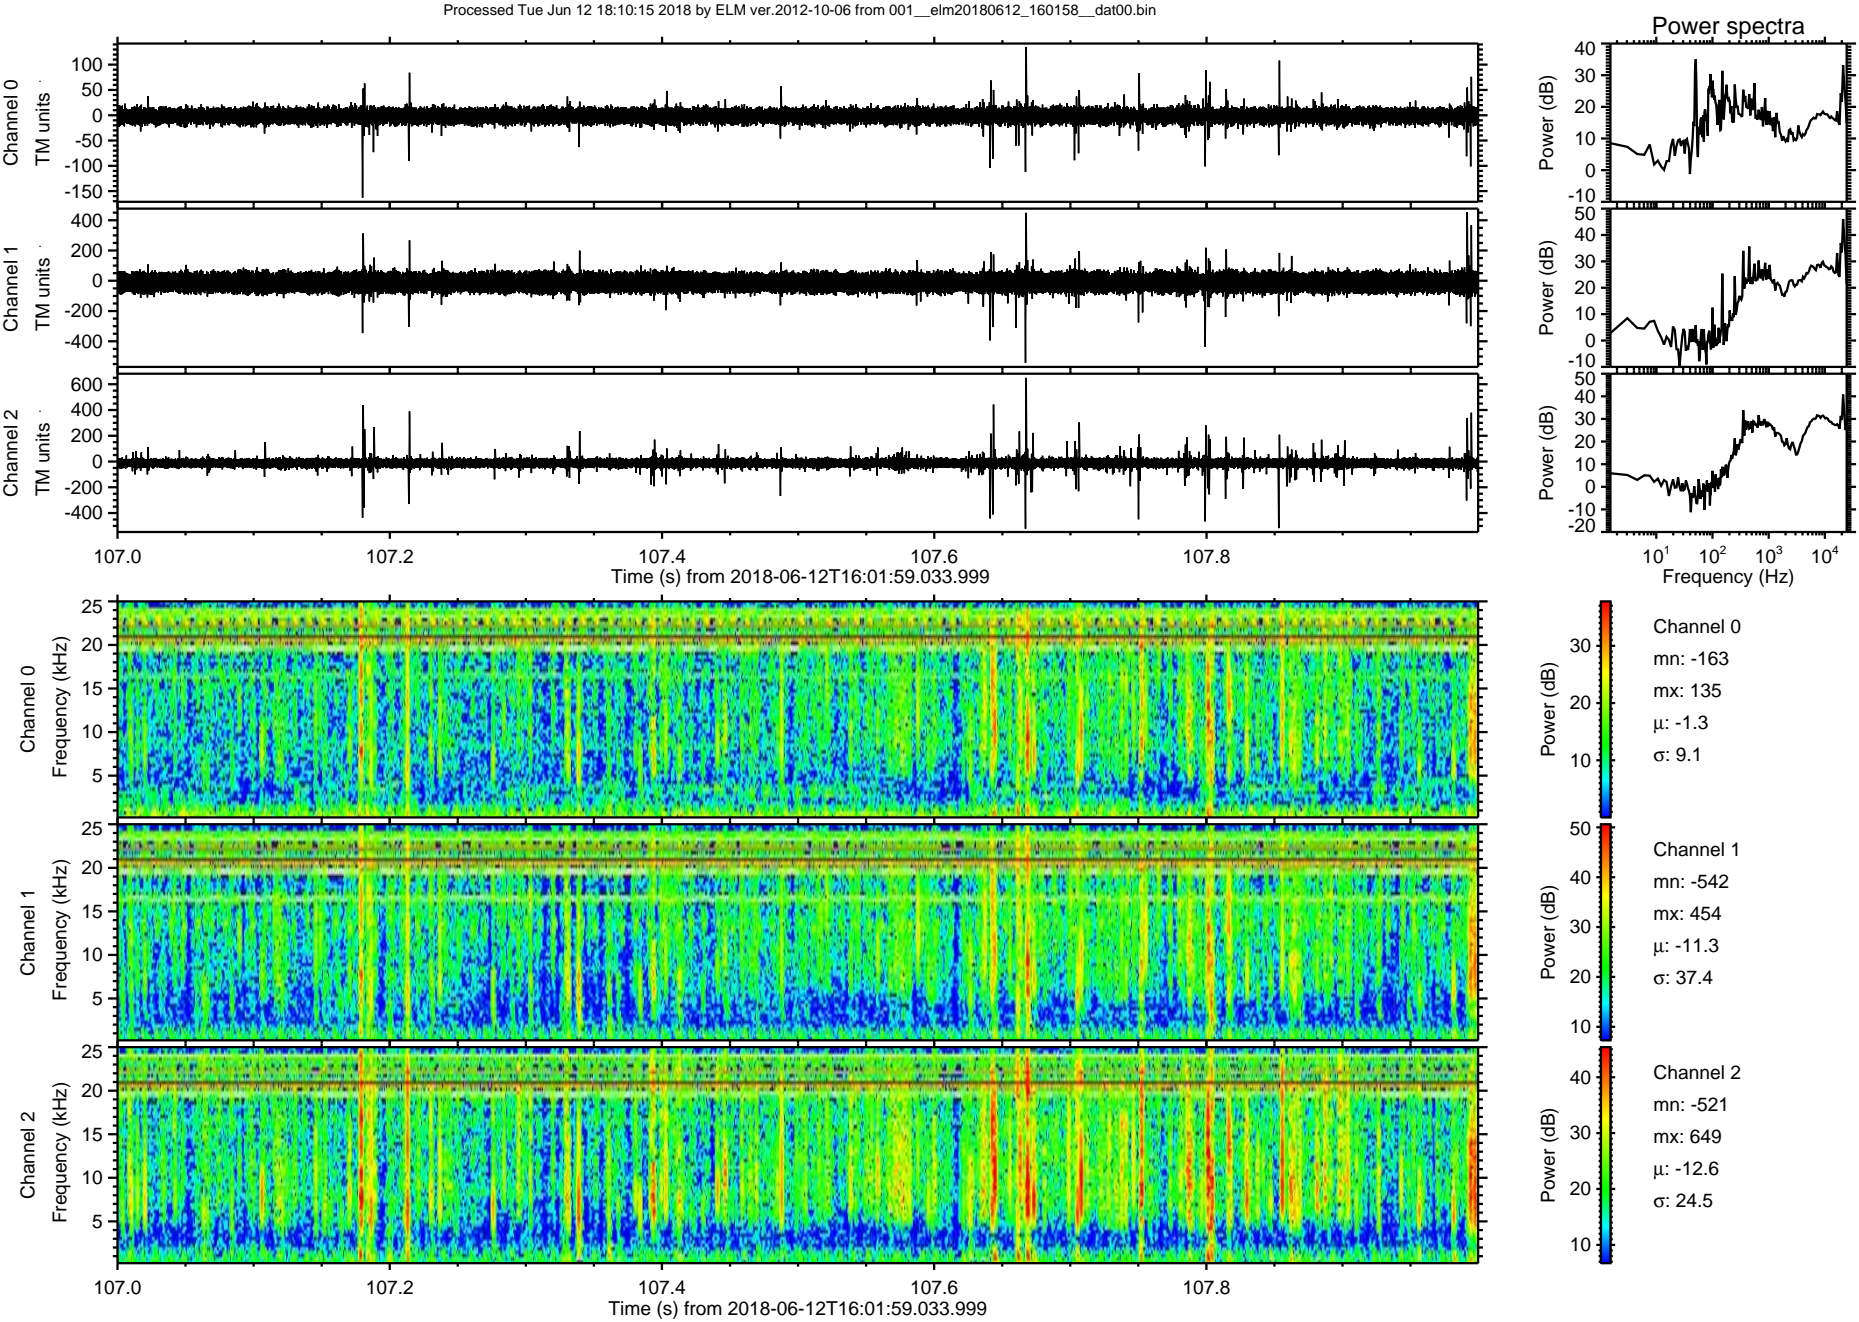 Processed Tue Jun 12 18:10:15 2018 by ELM ver.2012-10-06 from 001__elm20180612_160158__dat00.bin
Power spectra
Channel 0
TM units
100
50
0
-50
-100
-150
Power (dB)
40
30
20
10
0
-10
Channel 1
TM units
400
200
0
-200
-400
Power (dB)
50
40
30
20
10
0
-10
Channel 2
TM units
600
400
200
0
-200
-400
Power (dB)
50
40
30
20
10
0
-10
-20
107.0 107.2 107.4 107.6 107.8
Time (s) from 2018-06-12T16:01:59.033.999
10^1 10^2 10^3 10^4
Frequency (Hz)
Channel 0
Frequency (kHz)
25
20
15
10
5
Power (dB)
30
20
10
Channel 0
mn: -163
mx: 135
μ: -1.3
σ: 9.1
Channel 1
Frequency (kHz)
25
20
15
10
5
Power (dB)
50
40
30
20
10
Channel 1
mn: -542
mx: 454
μ: -11.3
σ: 37.4
Channel 2
Frequency (kHz)
25
20
15
10
5
Power (dB)
40
30
20
10
Channel 2
mn: -521
mx: 649
μ: -12.6
σ: 24.5
107.0 107.2 107.4 107.6 107.8
Time (s) from 2018-06-12T16:01:59.033.999